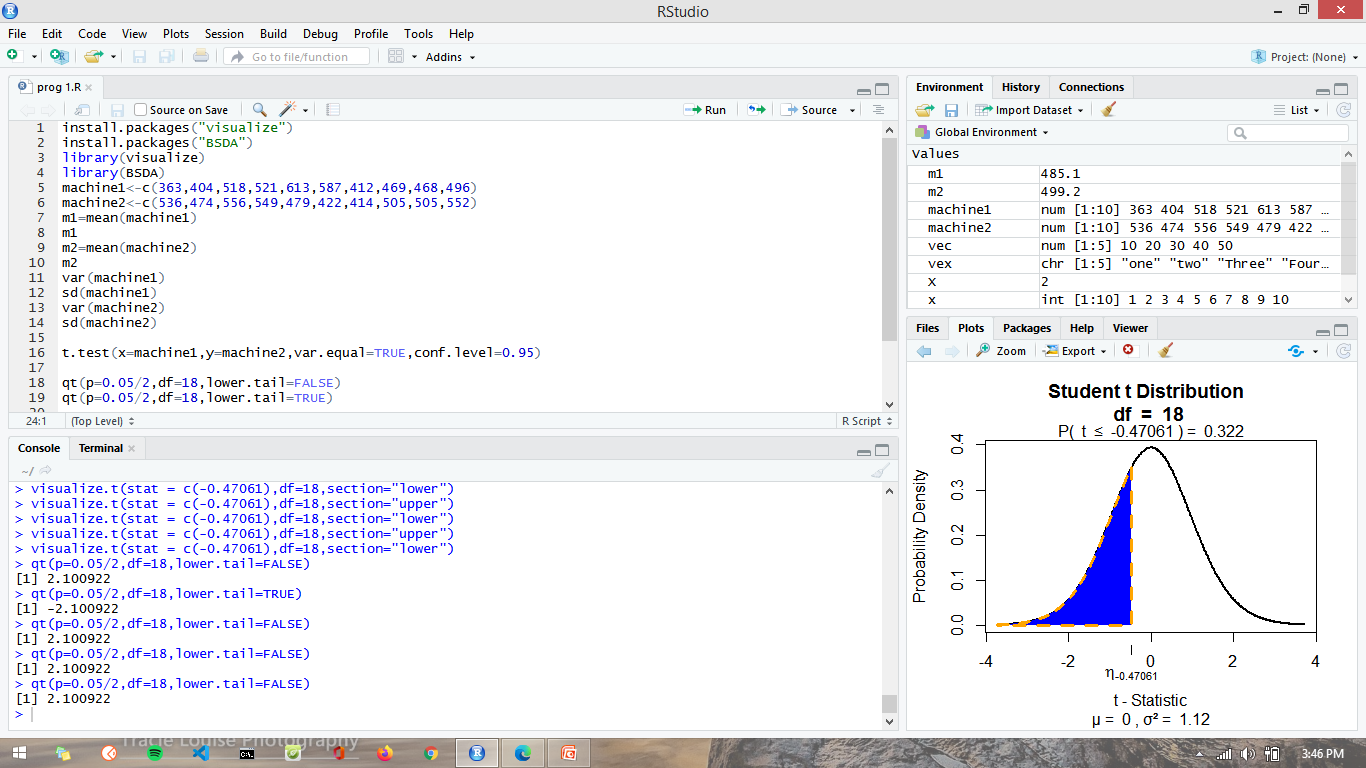 RStudio
File Edit Code View Plots Session Build Debug Profile Tools Help
Go to file/function Addins Project: (None)
prog 1.R
Source on Save Run Source
1 install.packages("visualize")
2 install.packages("BSDA")
3 library(visualize)
4 library(BSDA)
5 machine1<-c(363,404,518,521,613,587,412,469,468,496)
6 machine2<-c(536,474,556,549,479,422,414,505,505,552)
7 m1=mean(machine1)
8 m1
9 m2=mean(machine2)
10 m2
11 var(machine1)
12 sd(machine1)
13 var(machine2)
14 sd(machine2)
15
16 t.test(x=machine1,y=machine2,var.equal=TRUE,conf.level=0.95)
17
18 qt(p=0.05/2,df=18,lower.tail=FALSE)
19 qt(p=0.05/2,df=18,lower.tail=TRUE)
20
24:1 (Top Level) R Script
Console Terminal
~/
> visualize.t(stat = c(-0.47061),df=18,section="lower")
> visualize.t(stat = c(-0.47061),df=18,section="upper")
> visualize.t(stat = c(-0.47061),df=18,section="lower")
> visualize.t(stat = c(-0.47061),df=18,section="upper")
> visualize.t(stat = c(-0.47061),df=18,section="lower")
> qt(p=0.05/2,df=18,lower.tail=FALSE)
[1] 2.100922
> qt(p=0.05/2,df=18,lower.tail=TRUE)
[1] -2.100922
> qt(p=0.05/2,df=18,lower.tail=FALSE)
[1] 2.100922
> qt(p=0.05/2,df=18,lower.tail=FALSE)
[1] 2.100922
> qt(p=0.05/2,df=18,lower.tail=FALSE)
[1] 2.100922
>
Environment History Connections
Import Dataset List
Global Environment
Values
m1 485.1
m2 499.2
machine1 num [1:10] 363 404 518 521 613 587 …
machine2 num [1:10] 536 474 556 549 479 422 …
vec num [1:5] 10 20 30 40 50
vex chr [1:5] "one" "two" "Three" "Four…
X 2
x int [1:10] 1 2 3 4 5 6 7 8 9 10
Files Plots Packages Help Viewer
Zoom Export
Student t Distribution
df = 18
P( t ≤ -0.47061 ) = 0.322
Probability Density
0.4
0.3
0.2
0.1
0.0
-4 -2 0 2 4
η-0.47061
t - Statistic
μ = 0 , σ² = 1.12
Tracie Louise Photography
3:46 PM